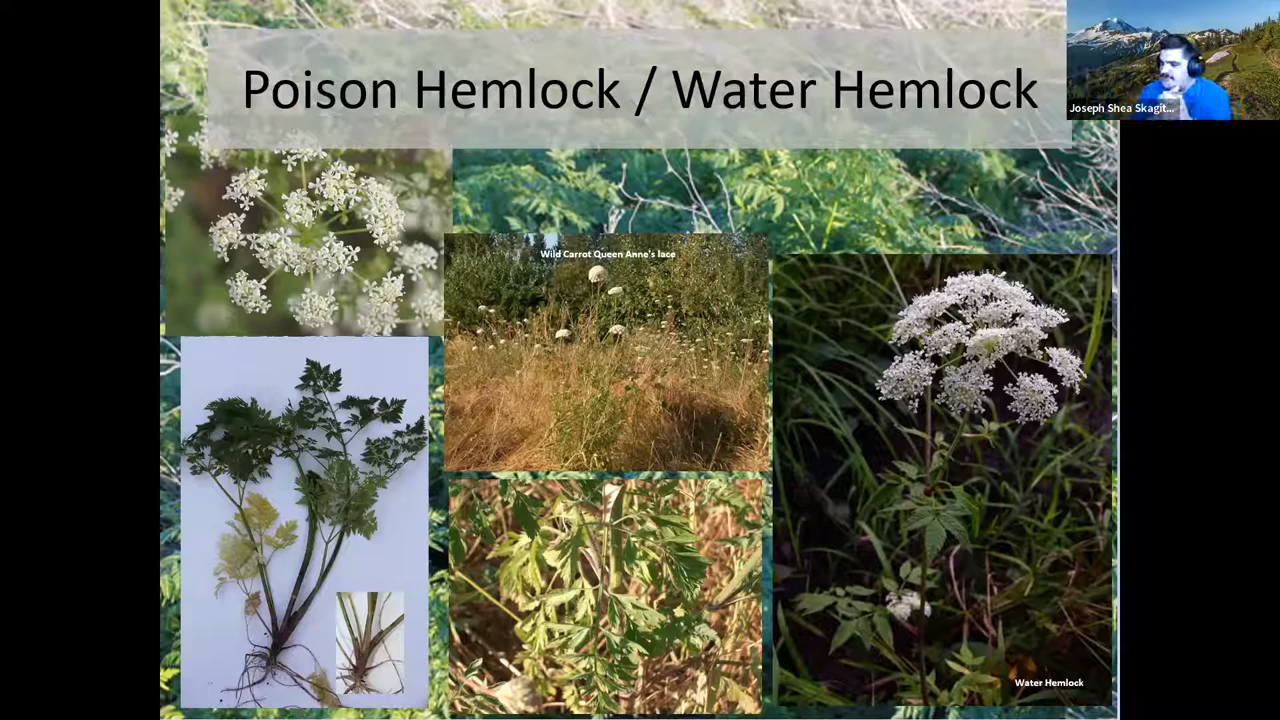 Poison Hemlock / Water Hemlock
Joseph Shea Skagit...
Wild Carrot Queen Anne's lace
Water Hemlock